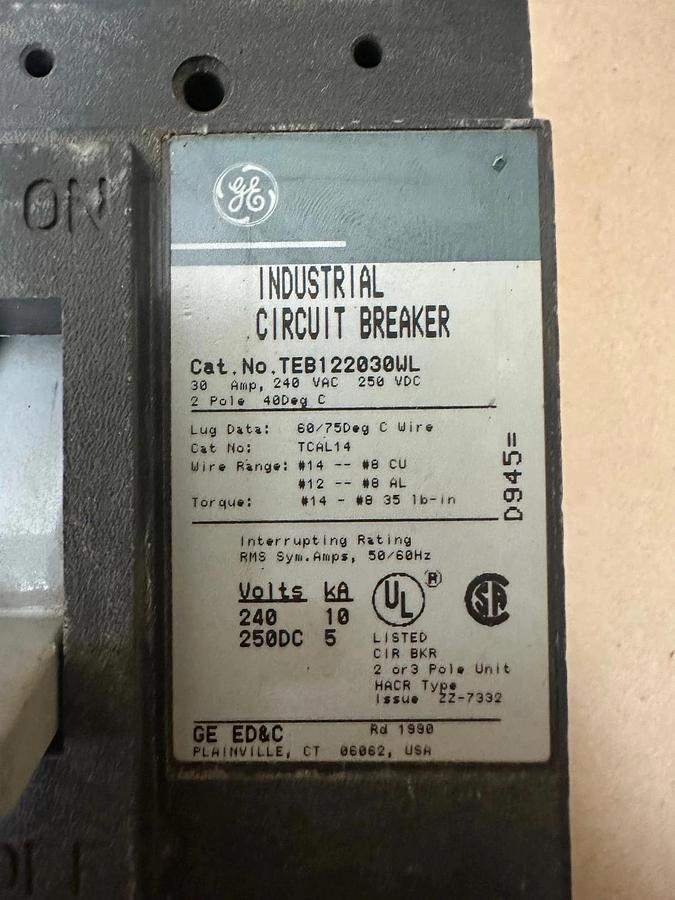 ON
GE
INDUSTRIAL
CIRCUIT BREAKER
Cat.No.TEB122030WL
30 Amp, 240 VAC 250 VDC
2 Pole 40Deg C
Lug Data: 60/75Deg C Wire
Cat No: TCAL14
Wire Range: #14 -- #8 CU
#12 -- #8 AL
Torque: #14 - #8 35 lb-in
D945=
Interrupting Rating
RMS Sym.Amps, 50/60Hz
Volts kA
240 10
250DC 5
UL ®
SA
LISTED
CIR BKR
2 or3 Pole Unit
HACR Type
Issue ZZ-7332
GE ED&C Rd 1990
PLAINVILLE, CT 06062, USA
OFF